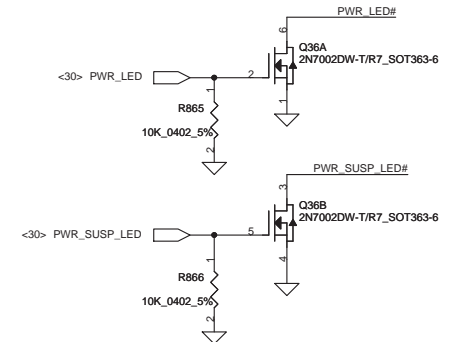 PWR_LED#
6
Q36A
2N7002DW-T/R7_SOT363-6
<30> PWR_LED
2
1
1
R865
10K_0402_5%
2
PWR_SUSP_LED#
3
Q36B
2N7002DW-T/R7_SOT363-6
<30> PWR_SUSP_LED
5
4
1
R866
10K_0402_5%
2